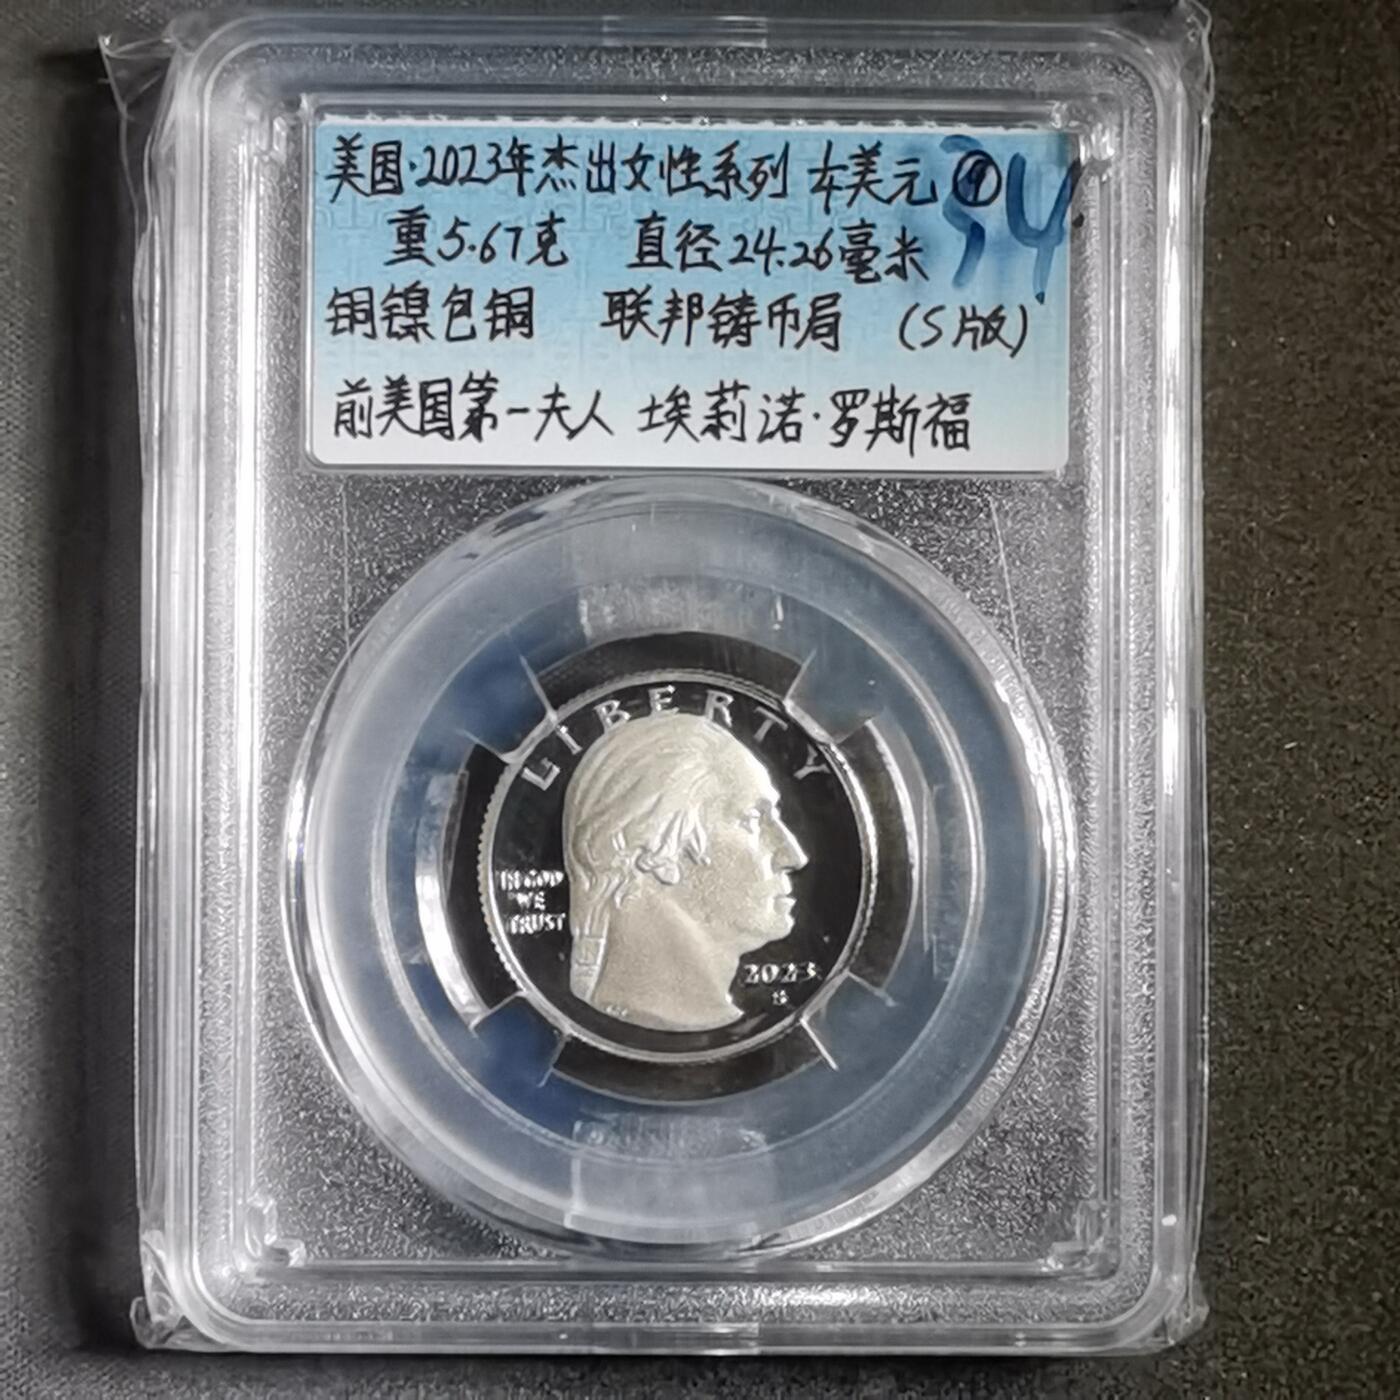 美国·2023年杰出女性系列 1/4美元 ⑨
34
重5.67克 直径24.26毫米
铜镍包铜 联邦铸币局 (S版)
前美国第一夫人 埃莉诺·罗斯福
LIBERTY
IN GOD
WE
TRUST
2023
S